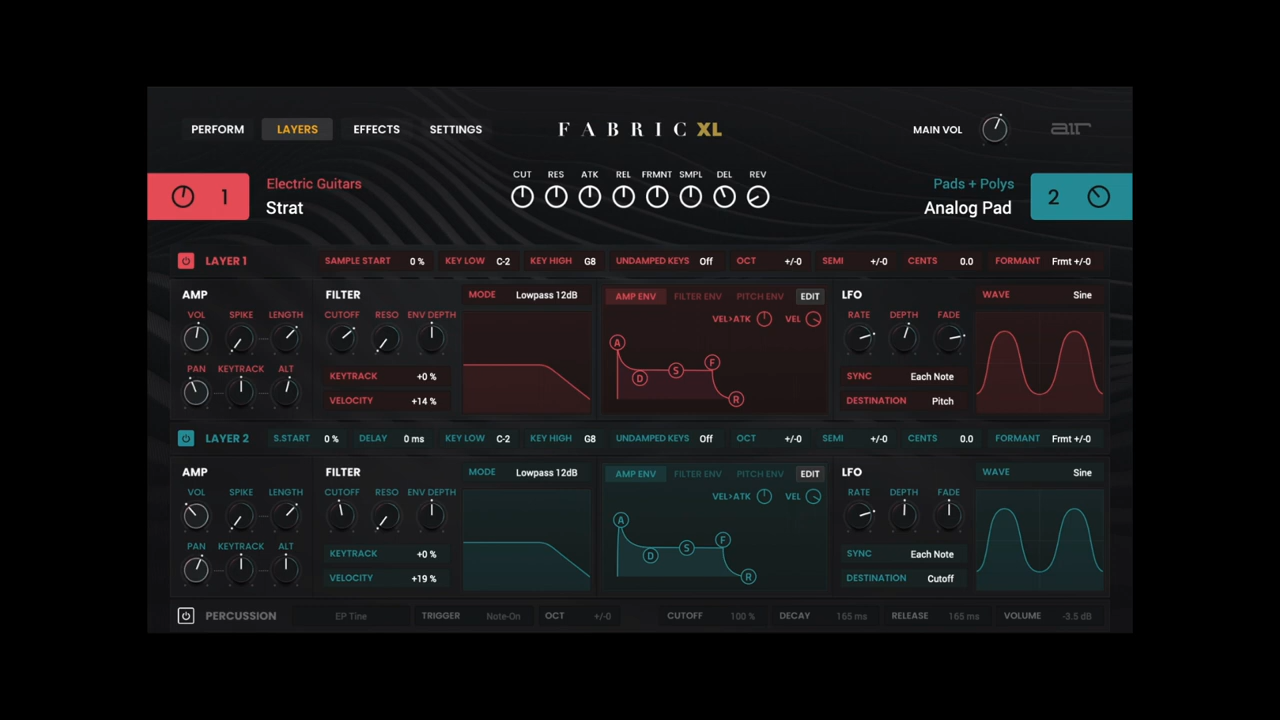 PERFORM LAYERS EFFECTS SETTINGS FABRIC XL MAIN VOL air
CUT RES ATK REL FRMNT SMPL DEL REV
1 Electric Guitars Pads + Polys 2
Strat Analog Pad
LAYER 1 SAMPLE START 0 % KEY LOW C-2 KEY HIGH G8 UNDAMPED KEYS Off OCT +/-0 SEMI +/-0 CENTS 0.0 FORMANT Frmt +/-0
AMP FILTER MODE Lowpass 12dB AMP ENV FILTER ENV PITCH ENV EDIT LFO WAVE Sine
VOL SPIKE LENGTH CUTOFF RESO ENV DEPTH VEL>ATK VEL RATE DEPTH FADE
A
PAN KEYTRACK ALT F
KEYTRACK +0 % D S SYNC Each Note
VELOCITY +14 % R DESTINATION Pitch
LAYER 2 S.START 0 % DELAY 0 ms KEY LOW C-2 KEY HIGH G8 UNDAMPED KEYS Off OCT +/-0 SEMI +/-0 CENTS 0.0 FORMANT Frmt +/-0
AMP FILTER MODE Lowpass 12dB AMP ENV FILTER ENV PITCH ENV EDIT LFO WAVE Sine
VOL SPIKE LENGTH CUTOFF RESO ENV DEPTH VEL>ATK VEL RATE DEPTH FADE
A
PAN KEYTRACK ALT F
KEYTRACK +0 % D S SYNC Each Note
VELOCITY +19 % R DESTINATION Cutoff
PERCUSSION EP Tine TRIGGER Note-On OCT +/-0 CUTOFF 100 % DECAY 165 ms RELEASE 165 ms VOLUME -3.5 dB